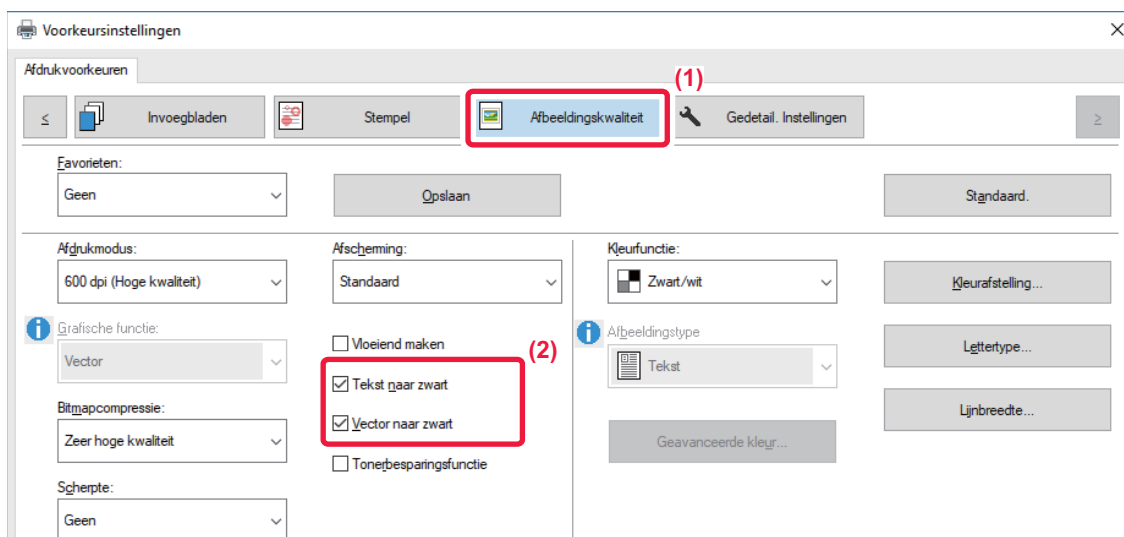 Voorkeursinstellingen
Afdrukvoorkeuren
(1)
< Invoegbladen Stempel Afbeeldingskwaliteit Gedetail. Instellingen >
Favorieten:
Geen Opslaan Standaard.
Afdrukmodus: Afscherming: Kleurfunctie:
600 dpi (Hoge kwaliteit) Standaard Zwart/wit Kleurafstelling...
Grafische functie: Vloeiend maken (2) Afbeeldingstype
Vector Tekst naar zwart Tekst Lettertype...
Bitmapcompressie: Vector naar zwart Lijnbreedte...
Zeer hoge kwaliteit Geavanceerde kleur...
Tonerbesparingsfunctie
Scherpte:
Geen